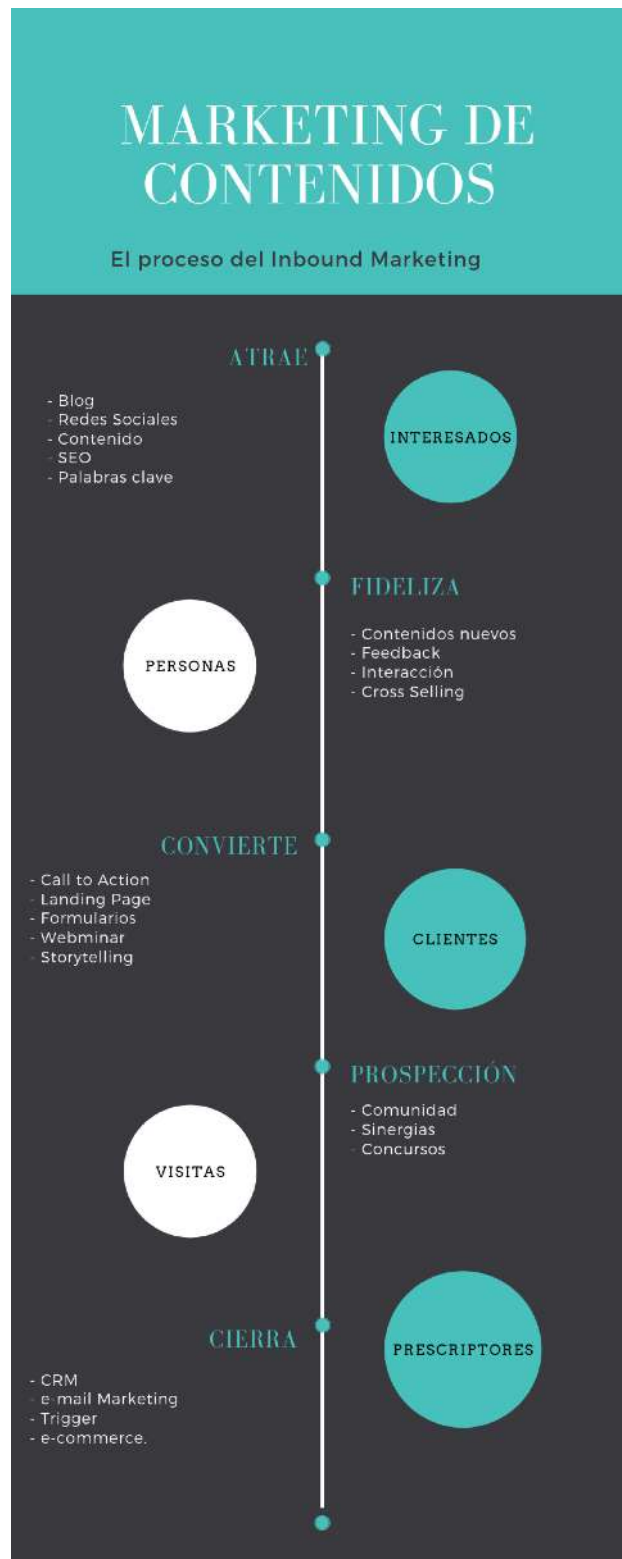 MARKETING DE
CONTENIDOS
El proceso del Inbound Marketing
ATRAE
- Blog
- Redes Sociales
- Contenido
- SEO
- Palabras clave
INTERESADOS
FIDELIZA
- Contenidos nuevos
- Feedback
- Interacción
- Cross Selling
PERSONAS
CONVIERTE
- Call to Action
- Landing Page
- Formularios
- Webminar
- Storytelling
CLIENTES
PROSPECCIÓN
- Comunidad
- Sinergias
- Concursos
VISITAS
CIERRA
- CRM
- e-mail Marketing
- Trigger
- e-commerce.
PRESCRIPTORES